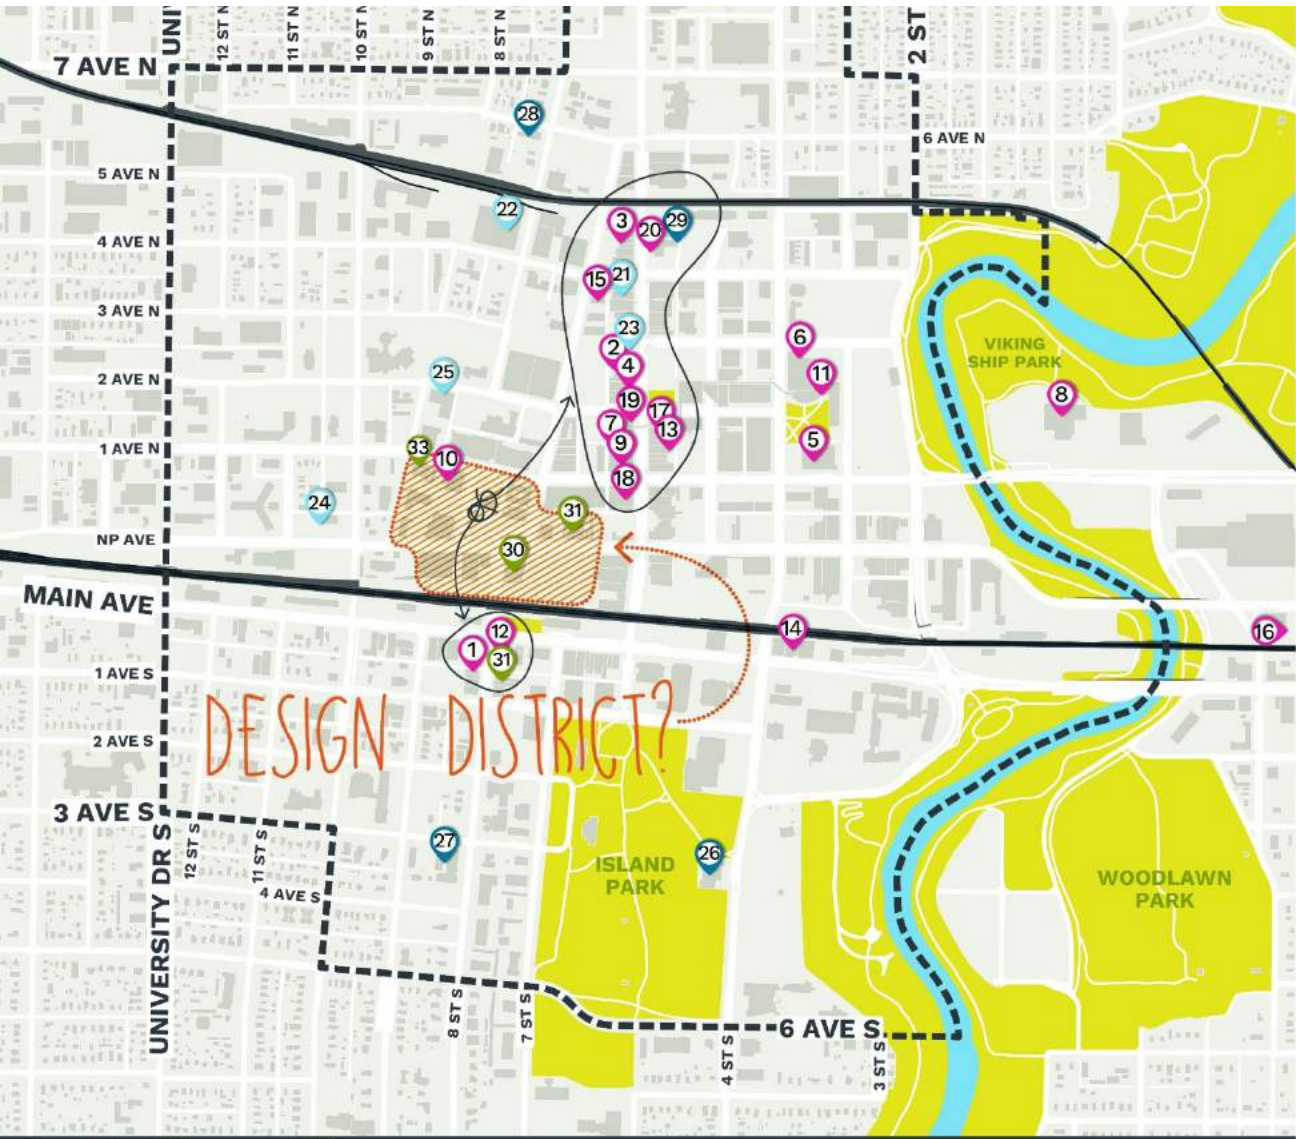 UNI
12 ST N
11 ST N
10 ST N
9 ST N
8 ST N
2 ST
7 AVE N
28
6 AVE N
5 AVE N
22
3
20
29
4 AVE N
15
21
3 AVE N
23
6
2
VIKING
SHIP PARK
4
25
11
2 AVE N
8
19
17
7
13
9
5
1 AVE N
33
10
18
24
31
NP AVE
30
MAIN AVE
12
14
16
1
31
1 AVE S
DESIGN DISTRICT?
2 AVE S
3 AVE S
27
26
12 ST S
11 ST S
ISLAND
PARK
WOODLAWN
PARK
4 AVE S
UNIVERSITY DR S
8 ST S
7 ST S
6 AVE S
4 ST S
3 ST S